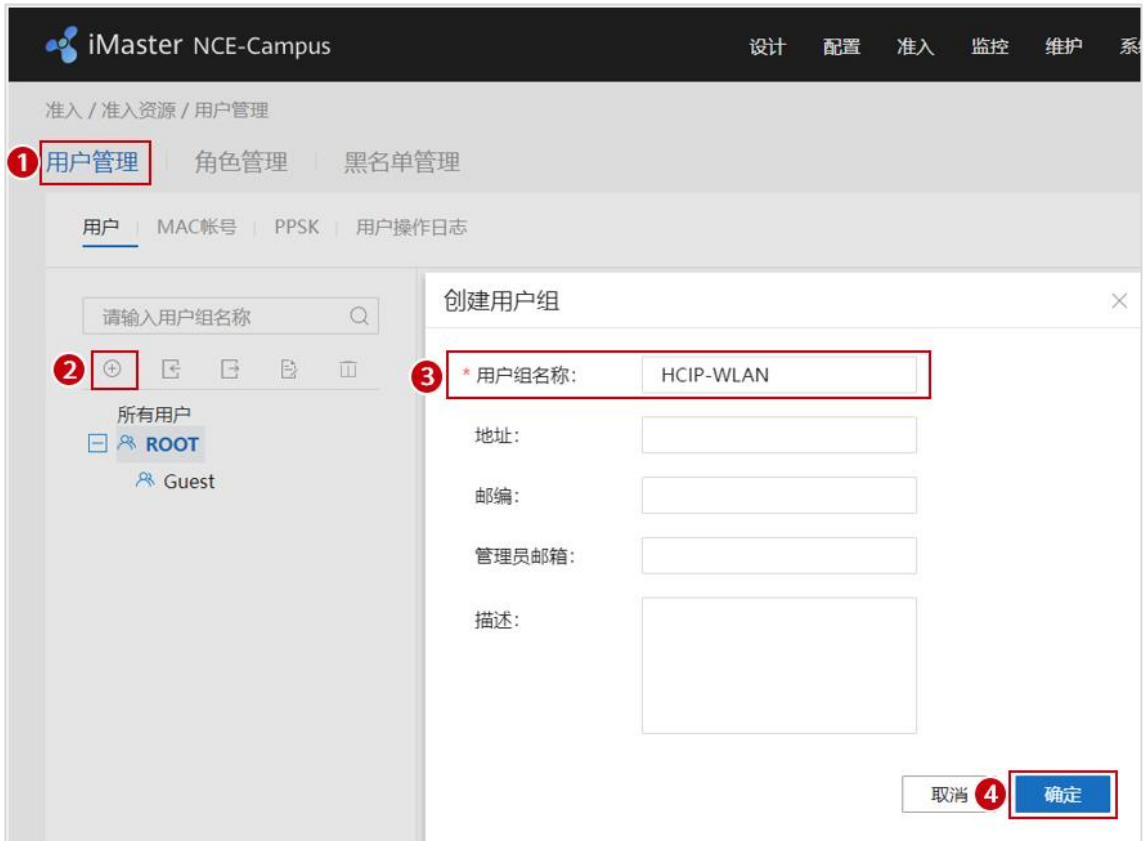 iMaster NCE-Campus 设计 配置 准入 监控 维护
准入 / 准入资源 / 用户管理
1 用户管理 角色管理 黑名单管理
用户 MAC帐号 PPSK 用户操作日志
创建用户组
请输入用户组名称
2
3 * 用户组名称: HCIP-WLAN
所有用户
ROOT
Guest
地址:
邮编:
管理员邮箱:
描述:
取消 4 确定